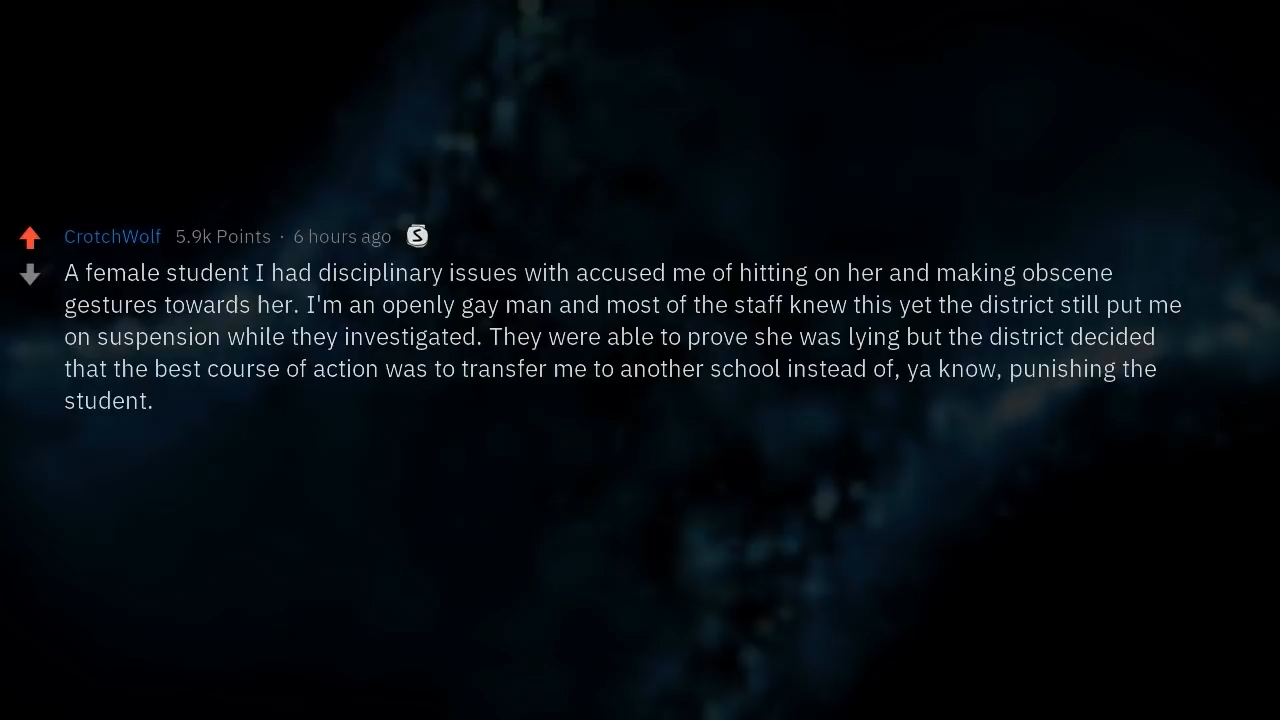 CrotchWolf 5.9k Points · 6 hours ago S
A female student I had disciplinary issues with accused me of hitting on her and making obscene
gestures towards her. I'm an openly gay man and most of the staff knew this yet the district still put me
on suspension while they investigated. They were able to prove she was lying but the district decided
that the best course of action was to transfer me to another school instead of, ya know, punishing the
student.